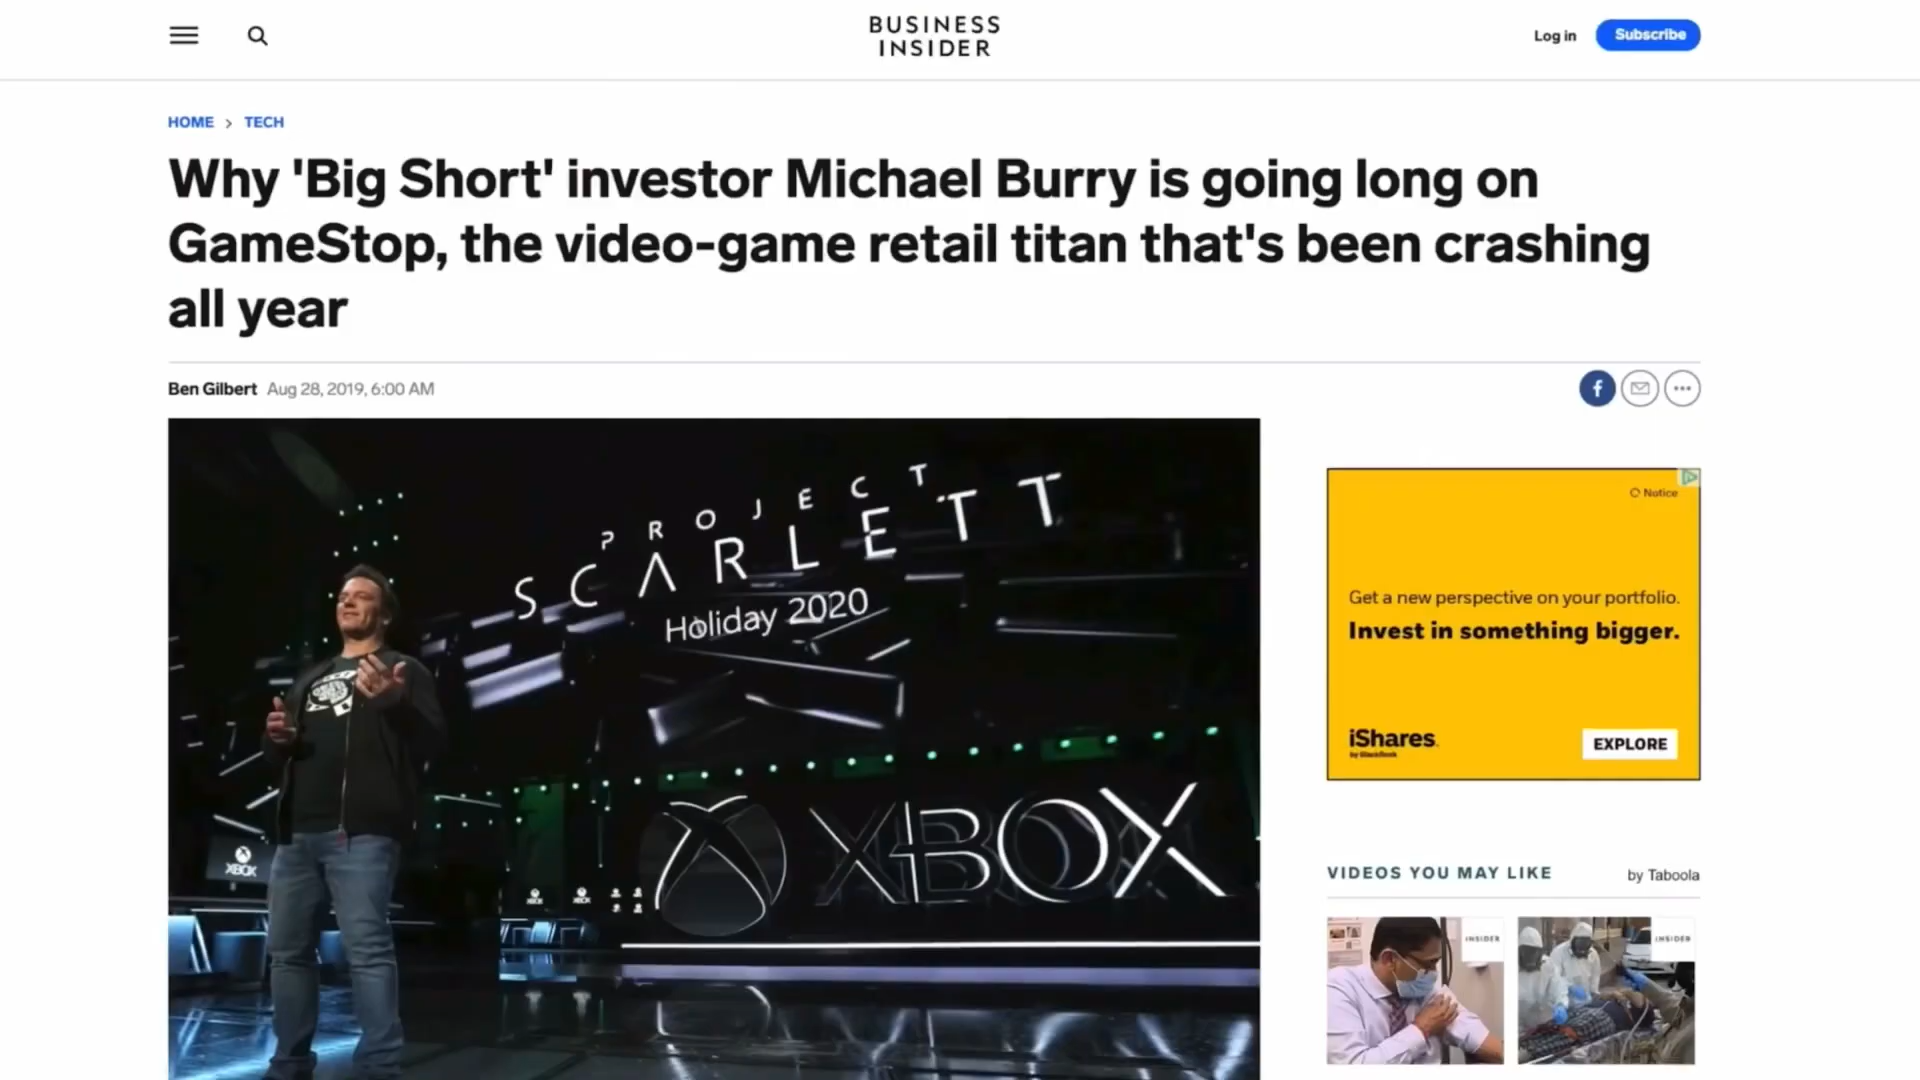 BUSINESS
INSIDER
Log in
Subscribe
HOME > TECH
Why 'Big Short' investor Michael Burry is going long on
GameStop, the video-game retail titan that's been crashing
all year
Ben Gilbert Aug 28, 2019, 6:00 AM
PROJECT
SCARLETT
Holiday 2020
XBOX
XBOX
XBOX
XBOX
Notice
Get a new perspective on your portfolio.
Invest in something bigger.
iShares.
by BlackRock
EXPLORE
VIDEOS YOU MAY LIKE
by Taboola
INSIDER
INSIDER